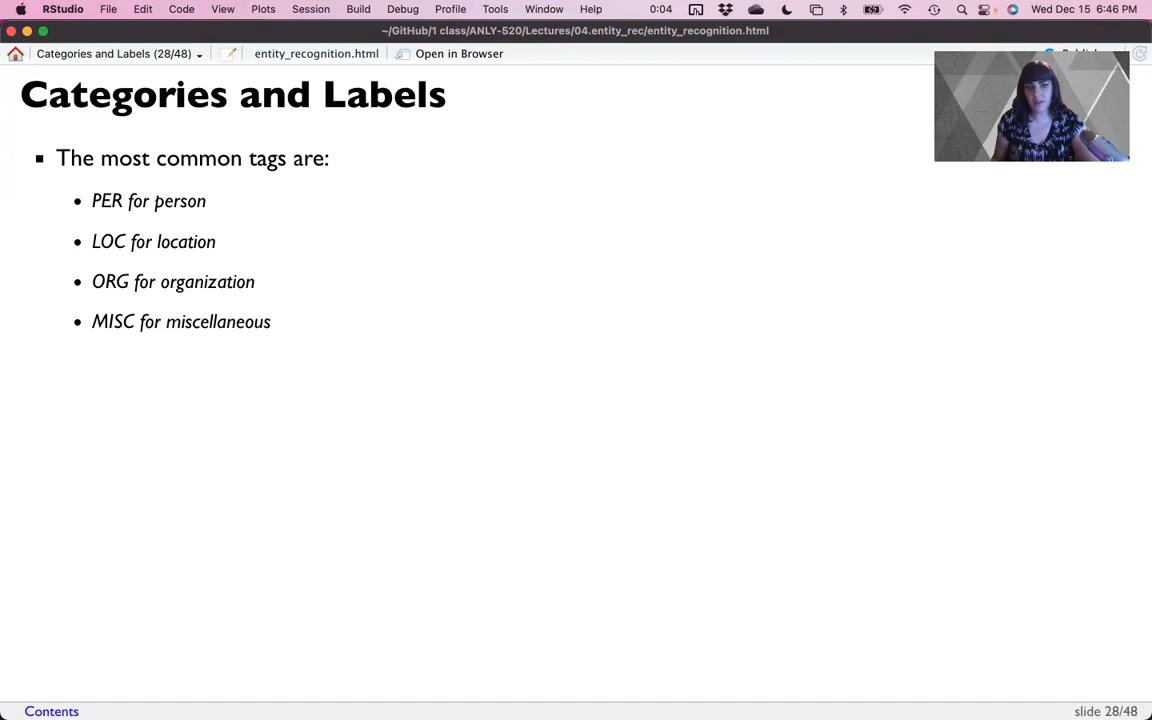 RStudio File Edit Code View Plots Session Build Debug Profile Tools Window Help 0:04 Wed Dec 15 6:46 PM
~/GitHub/1 class/ANLY-520/Lectures/04.entity_rec/entity_recognition.html
Categories and Labels (28/48) entity_recognition.html Open in Browser
Categories and Labels
The most common tags are:
PER for person
LOC for location
ORG for organization
MISC for miscellaneous
Contents slide 28/48